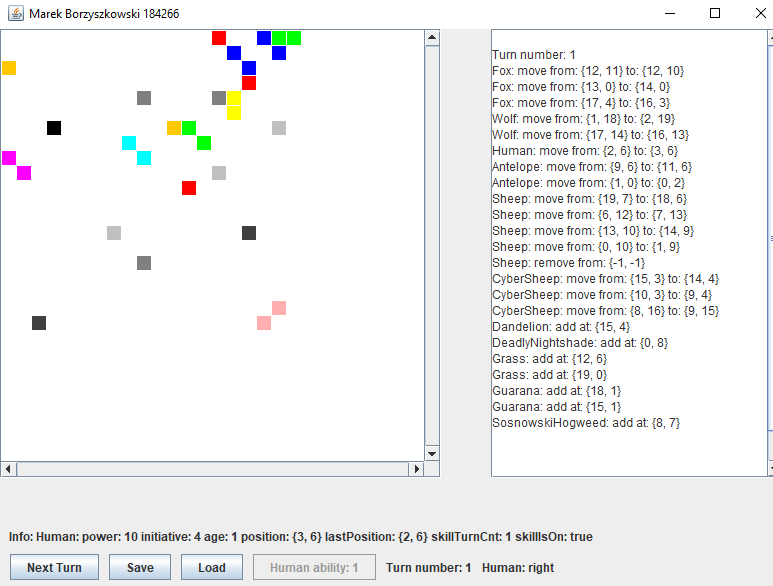 Marek Borzyszkowski 184266
Turn number: 1
Fox: move from: {12, 11} to: {12, 10}
Fox: move from: {13, 0} to: {14, 0}
Fox: move from: {17, 4} to: {16, 3}
Wolf: move from: {1, 18} to: {2, 19}
Wolf: move from: {17, 14} to: {16, 13}
Human: move from: {2, 6} to: {3, 6}
Antelope: move from: {9, 6} to: {11, 6}
Antelope: move from: {1, 0} to: {0, 2}
Sheep: move from: {19, 7} to: {18, 6}
Sheep: move from: {6, 12} to: {7, 13}
Sheep: move from: {13, 10} to: {14, 9}
Sheep: move from: {0, 10} to: {1, 9}
Sheep: remove from: {-1, -1}
CyberSheep: move from: {15, 3} to: {14, 4}
CyberSheep: move from: {10, 3} to: {9, 4}
CyberSheep: move from: {8, 16} to: {9, 15}
Dandelion: add at: {15, 4}
DeadlyNightshade: add at: {0, 8}
Grass: add at: {12, 6}
Grass: add at: {19, 0}
Guarana: add at: {18, 1}
Guarana: add at: {15, 1}
SosnowskiHogweed: add at: {8, 7}
Info: Human: power: 10 initiative: 4 age: 1 position: {3, 6} lastPosition: {2, 6} skillTurnCnt: 1 skillIsOn: true
Next Turn Save Load Human ability: 1 Turn number: 1 Human: right